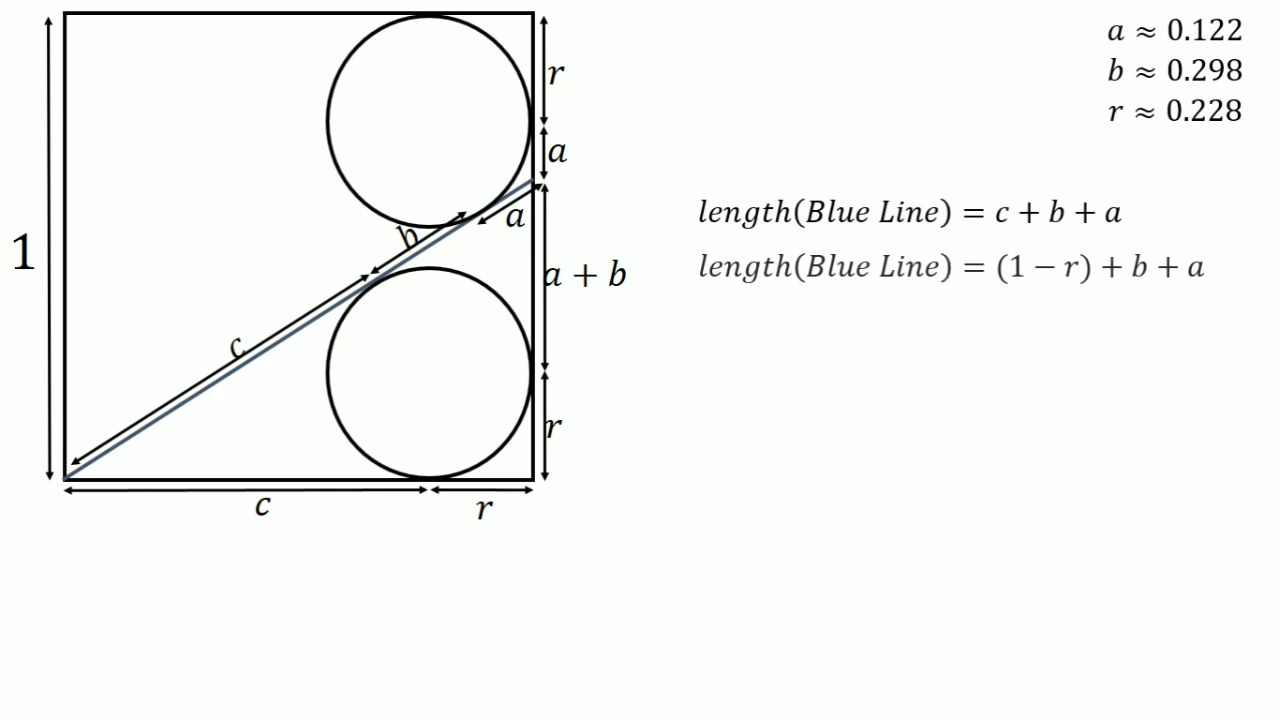 a ≈ 0.122
b ≈ 0.298
r ≈ 0.228
r
a
a
b
1
a + b
c
r
c
r
length(Blue Line) = c + b + a
length(Blue Line) = (1 − r) + b + a